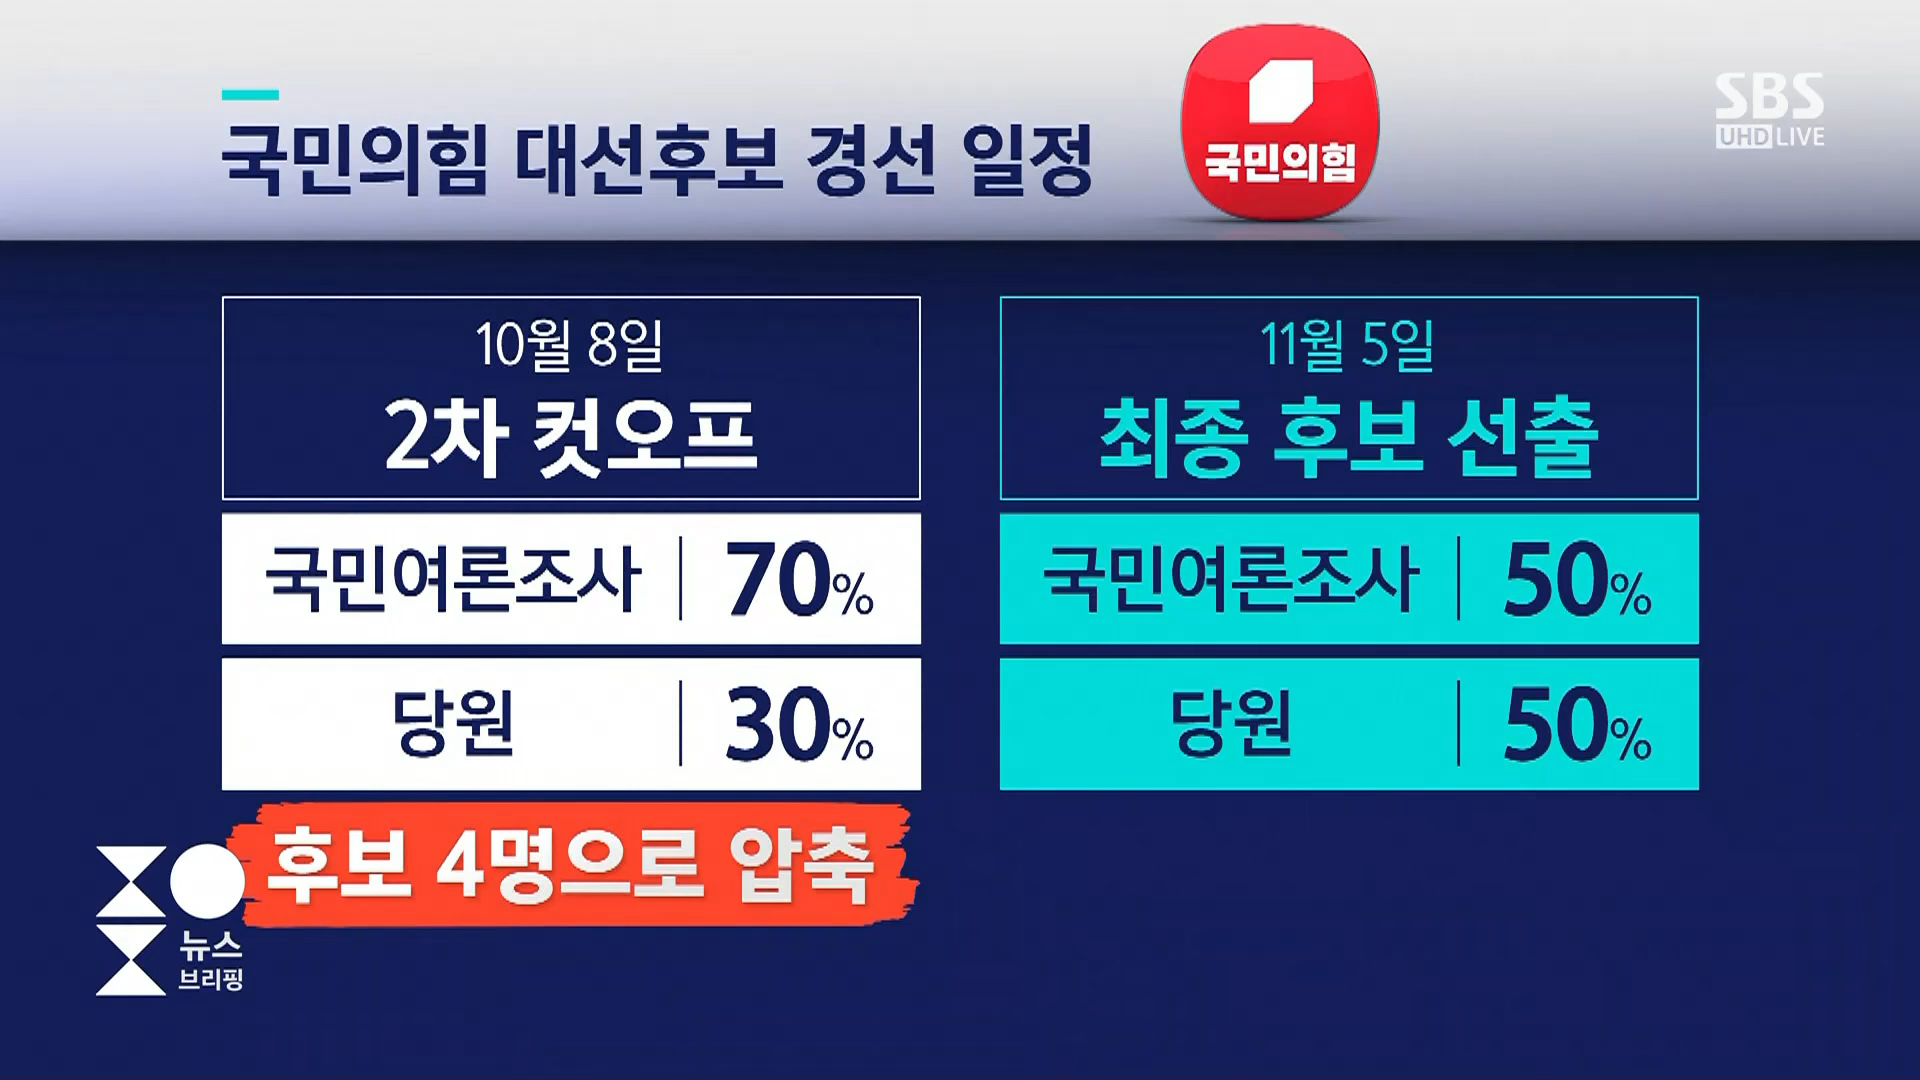 국민의힘 대선후보 경선 일정
국민의힘
SBS
UHD LIVE
10월 8일
2차 컷오프
국민여론조사 70%
당원 30%
후보 4명으로 압축
11월 5일
최종 후보 선출
국민여론조사 50%
당원 50%
뉴스
브리핑